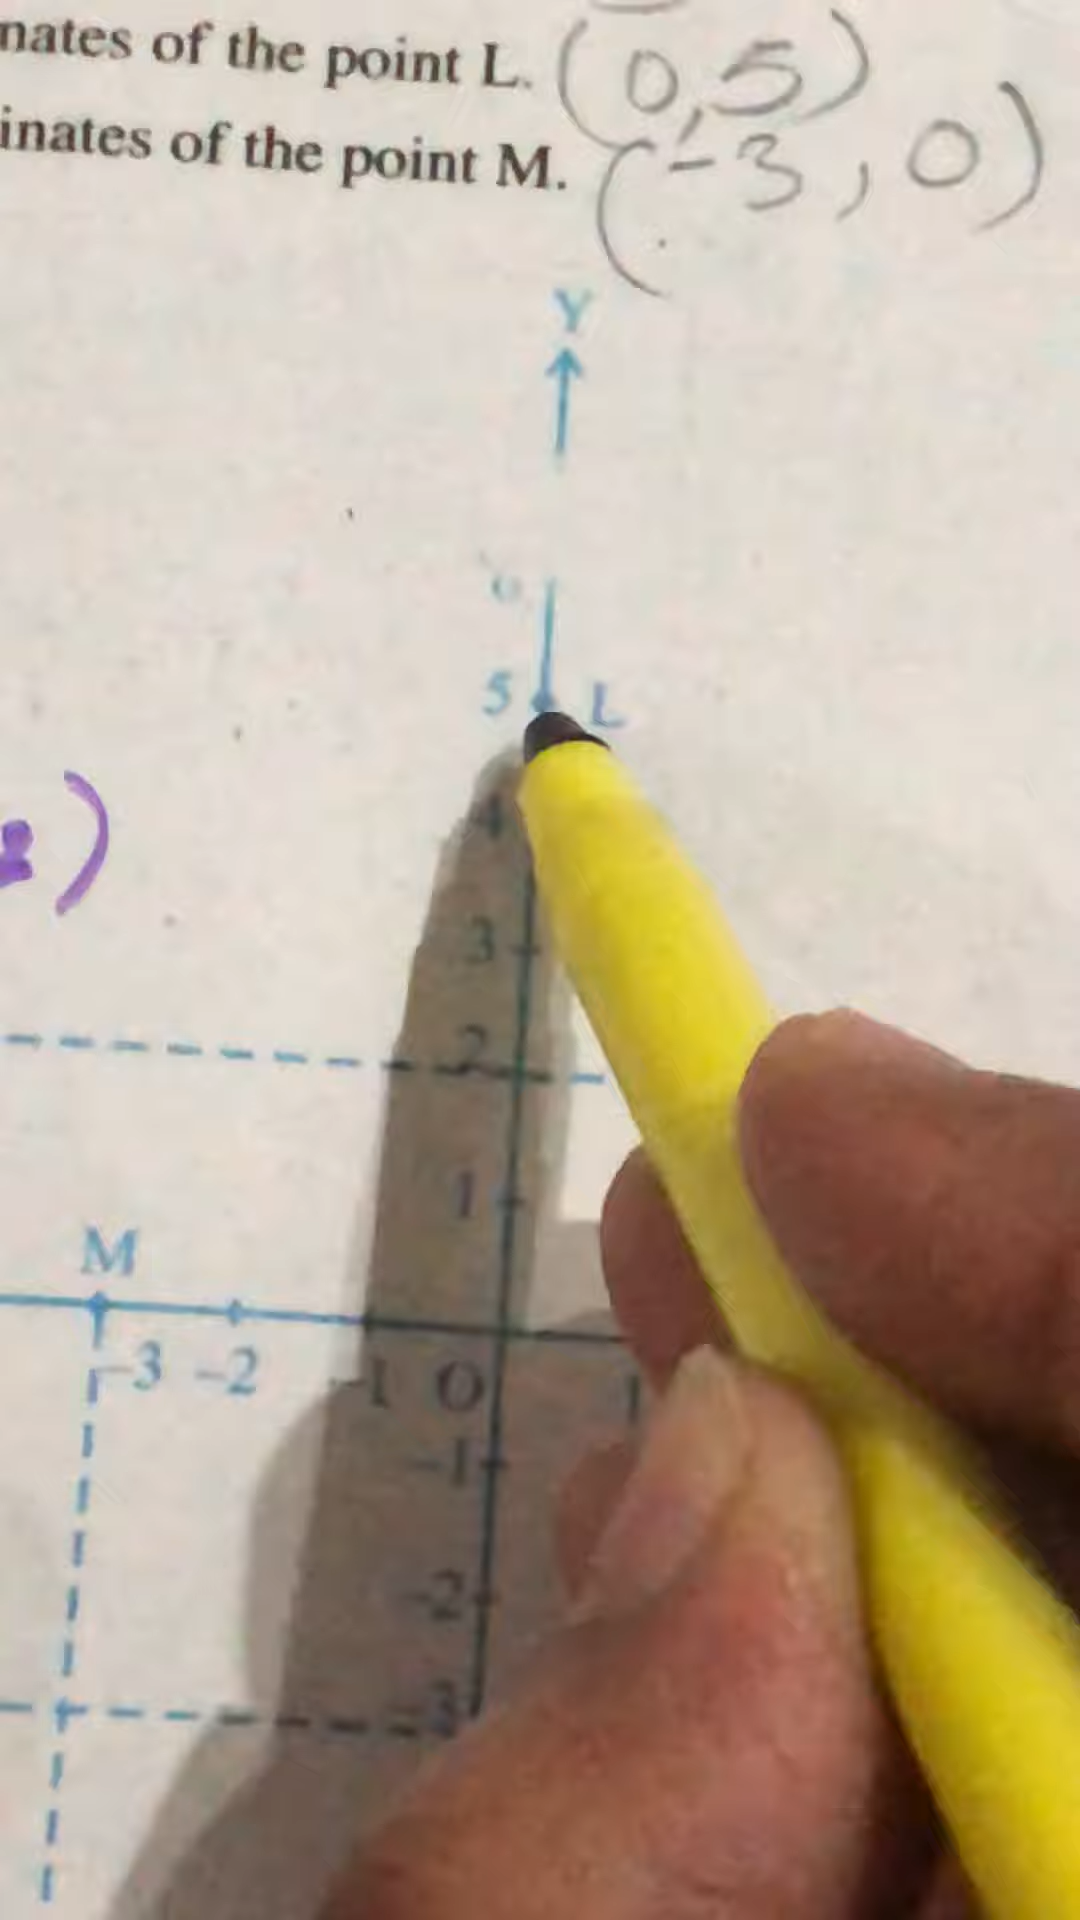 nates of the point L. (0,5)
inates of the point M. (-3, 0)
Y
5 L
4
3
2
1
M
-3 -2 -1 O 1
-1
-2
-3